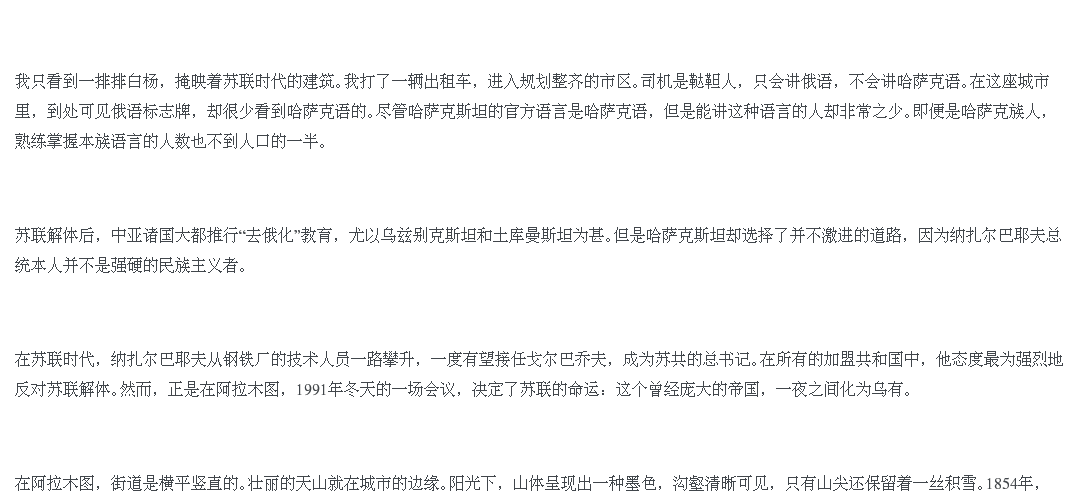 我只看到一排排白杨，掩映着苏联时代的建筑。我打了一辆出租车，进入规划整齐的市区。司机是鞑靼人，只会讲俄语，不会讲哈萨克语。在这座城市
里，到处可见俄语标志牌，却很少看到哈萨克语的。尽管哈萨克斯坦的官方语言是哈萨克语，但是能讲这种语言的人却非常之少。即便是哈萨克族人，
熟练掌握本族语言的人数也不到人口的一半。
苏联解体后，中亚诸国大都推行“去俄化”教育，尤以乌兹别克斯坦和土库曼斯坦为甚。但是哈萨克斯坦却选择了并不激进的道路，因为纳扎尔巴耶夫总
统本人并不是强硬的民族主义者。
在苏联时代，纳扎尔巴耶夫从钢铁厂的技术人员一路攀升，一度有望接任戈尔巴乔夫，成为苏共的总书记。在所有的加盟共和国中，他态度最为强烈地
反对苏联解体。然而，正是在阿拉木图，1991年冬天的一场会议，决定了苏联的命运：这个曾经庞大的帝国，一夜之间化为乌有。
在阿拉木图，街道是横平竖直的。壮丽的天山就在城市的边缘。阳光下，山体呈现出一种墨色，沟壑清晰可见，只有山尖还保留着一丝积雪。1854年，